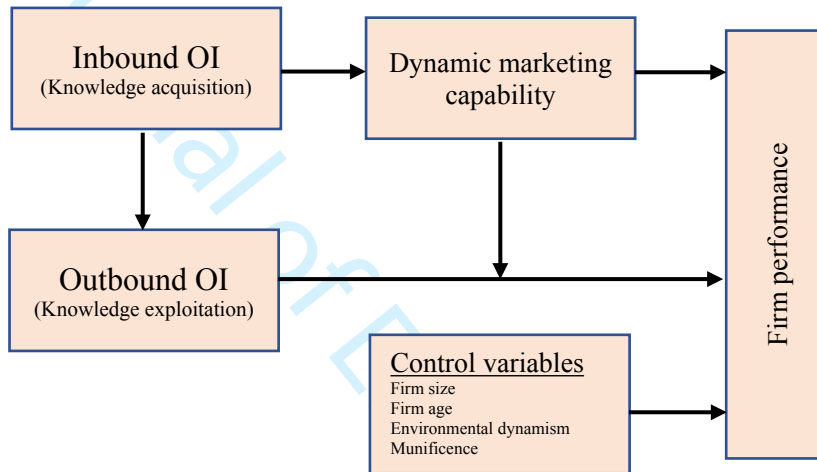 Inbound OI
(Knowledge acquisition)
Dynamic marketing
capability
Outbound OI
(Knowledge exploitation)
Control variables
Firm size
Firm age
Environmental dynamism
Munificence
Firm performance